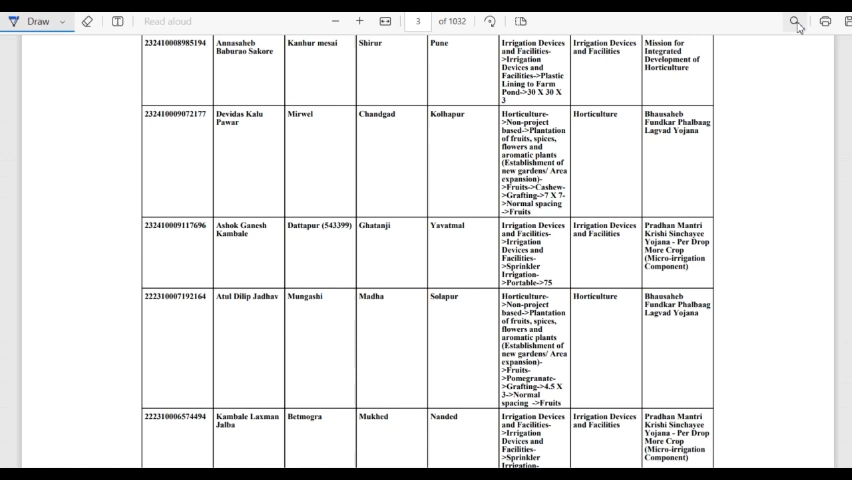 Draw
Read aloud
3 of 1032
232410008985194 Annasaheb Kanhur mesai Shirur Pune Irrigation Devices Irrigation Devices Mission for
Baburao Sakore and Facilities- and Facilities Integrated
>Irrigation Development of
Devices and Horticulture
Facilities->Plastic
Lining to Farm
Pond->30 X 30 X
3
232410009072177 Devidas Kalu Mirwel Chandgad Kolhapur Horticulture- Horticulture Bhausaheb
Pawar >Non-project Fundkar Phalbaag
based->Plantation Lagvad Yojana
of fruits, spices,
flowers and
aromatic plants
(Establishment of
new gardens/ Area
expansion)-
>Fruits->Cashew-
>Grafting->7 X 7-
>Normal spacing
->Fruits
232410009117696 Ashok Ganesh Dattapur (543399) Ghatanji Yavatmal Irrigation Devices Irrigation Devices Pradhan Mantri
Kambale and Facilities- and Facilities Krishi Sinchayee
>Irrigation Yojana - Per Drop
Devices and More Crop
Facilities- (Micro-irrigation
>Sprinkler Component)
Irrigation-
>Portable->75
222310007192164 Atul Dilip Jadhav Mungashi Madha Solapur Horticulture- Horticulture Bhausaheb
>Non-project Fundkar Phalbaag
based->Plantation Lagvad Yojana
of fruits, spices,
flowers and
aromatic plants
(Establishment of
new gardens/ Area
expansion)-
>Fruits-
>Pomegranate-
>Grafting->4.5 X
3->Normal
spacing ->Fruits
222310006574494 Kambale Laxman Betmogra Mukhed Nanded Irrigation Devices Irrigation Devices Pradhan Mantri
Jalba and Facilities- and Facilities Krishi Sinchayee
>Irrigation Yojana - Per Drop
Devices and More Crop
Facilities- (Micro-irrigation
>Sprinkler Component)
Irrigation-